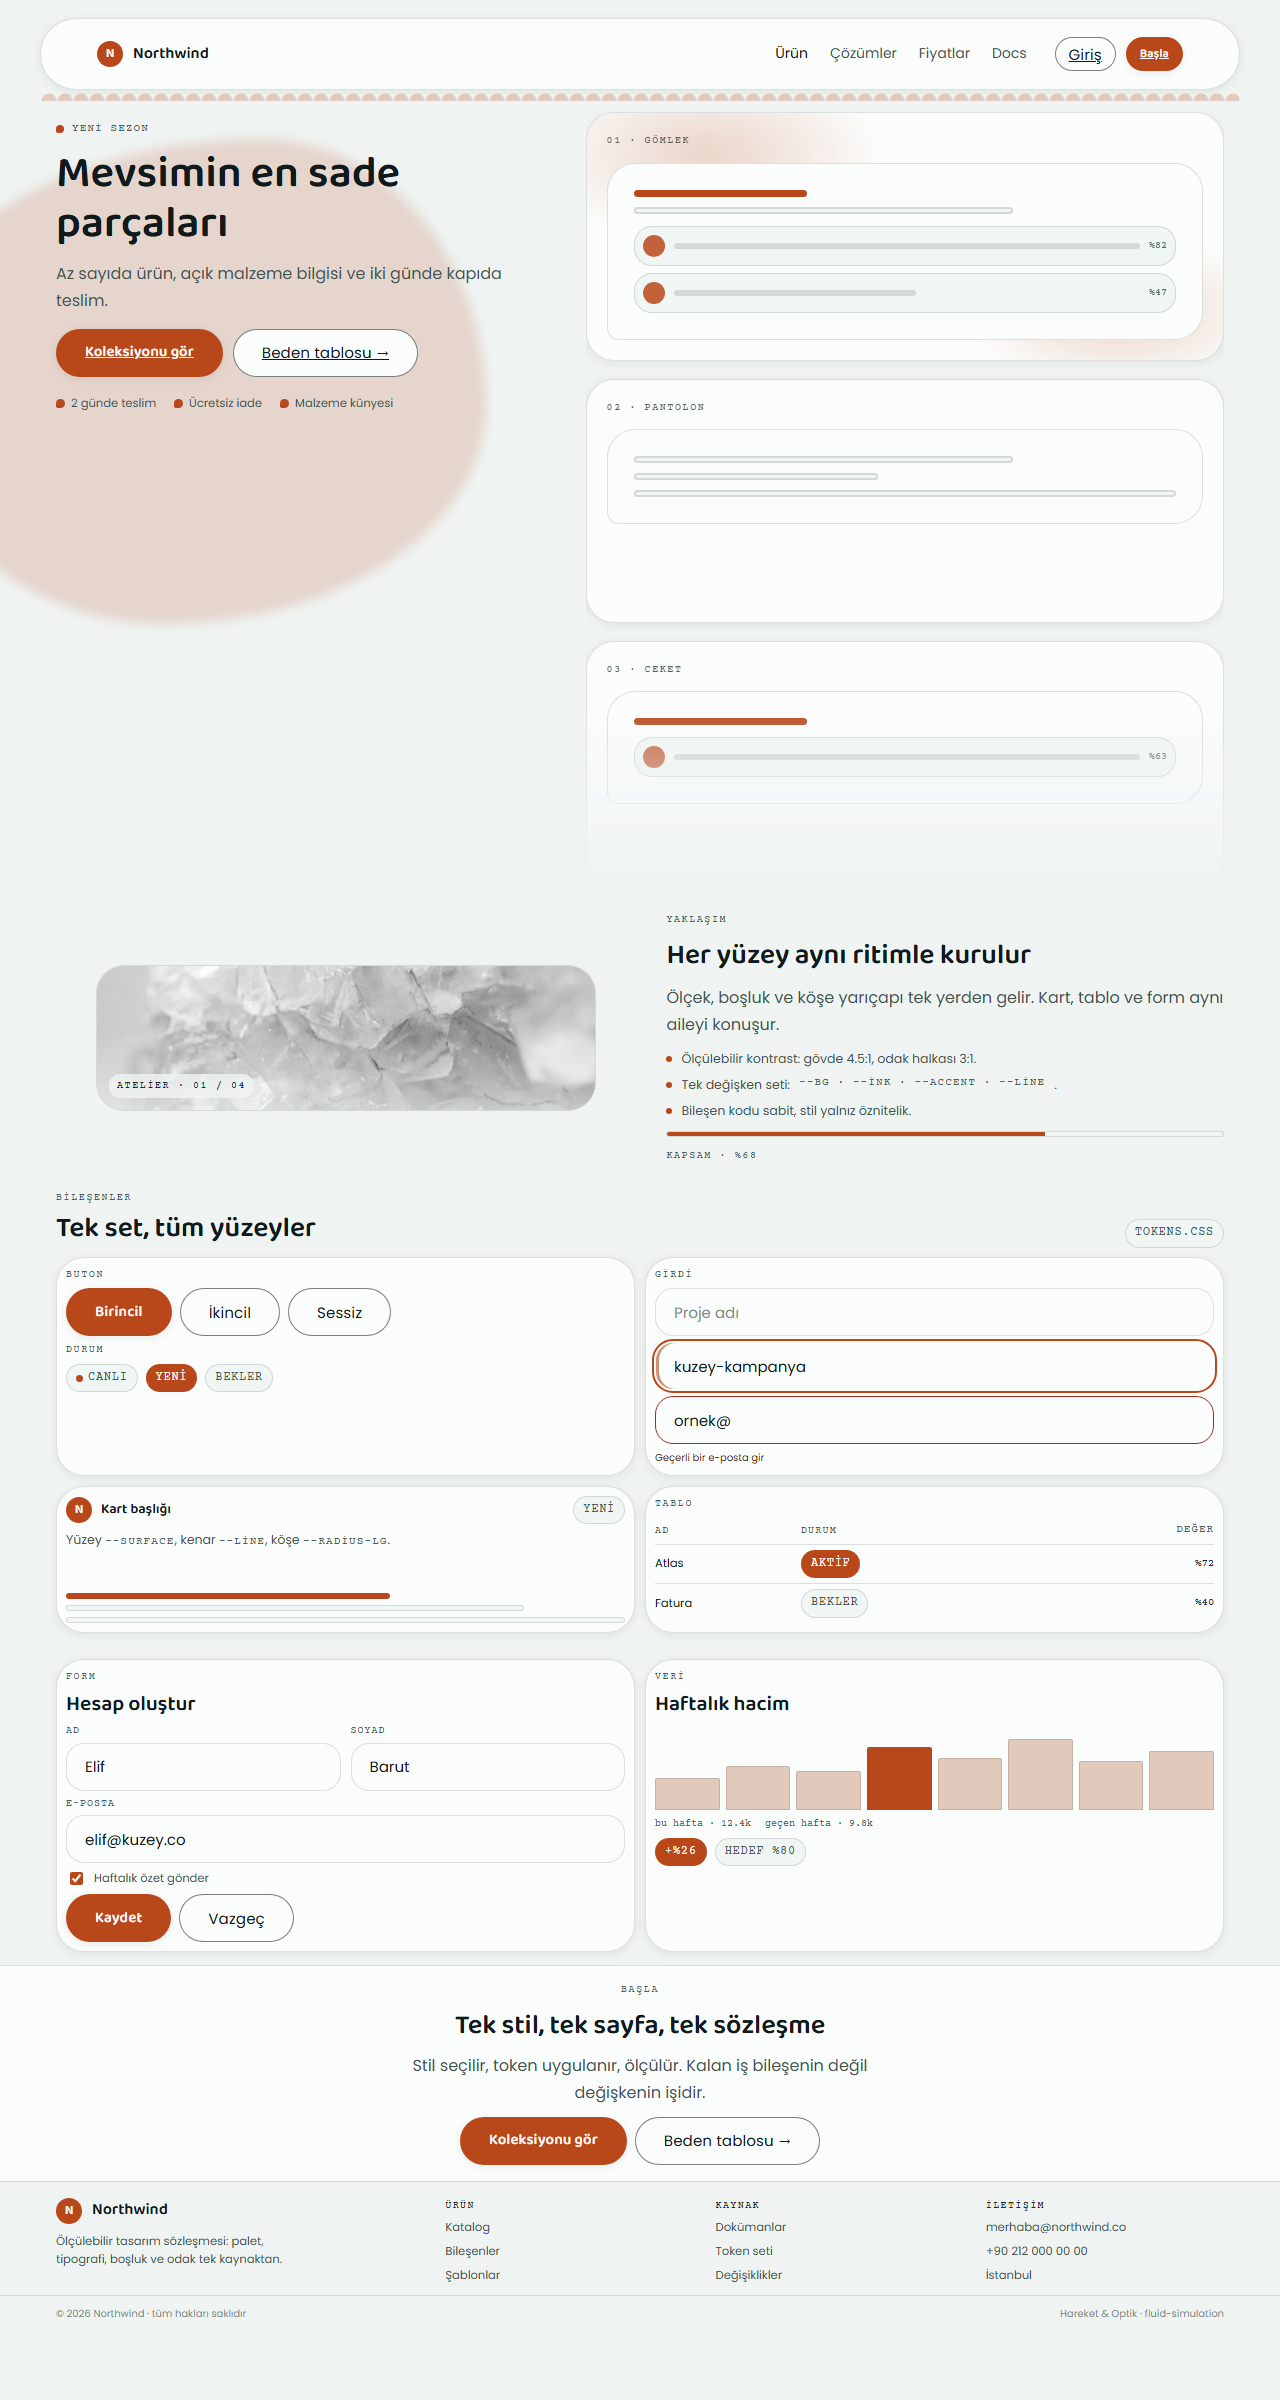 N Northwind
Ürün Çözümler Fiyatlar Docs Giriş Başla
YENİ SEZON
Mevsimin en sade
parçaları
Az sayıda ürün, açık malzeme bilgisi ve iki günde kapıda
teslim.
Koleksiyonu gör Beden tablosu →
2 günde teslim Ücretsiz iade Malzeme künyesi
01 · GÖMLEK
%82
%47
02 · PANTOLON
03 · CEKET
%63
ATELİER · 01 / 04
YAKLAŞIM
Her yüzey aynı ritimle kurulur
Ölçek, boşluk ve köşe yarıçapı tek yerden gelir. Kart, tablo ve form aynı
aileyi konuşur.
Ölçülebilir kontrast: gövde 4.5:1, odak halkası 3:1.
Tek değişken seti: --BG · --İNK · --ACCENT · --LİNE .
Bileşen kodu sabit, stil yalnız öznitelik.
KAPSAM · %68
BİLEŞENLER
Tek set, tüm yüzeyler
TOKENS.CSS
BUTON
Birincil İkincil Sessiz
DURUM
CANLI YENİ BEKLER
GİRDİ
Proje adı
kuzey-kampanya
ornek@
Geçerli bir e-posta gir
N Kart başlığı YENİ
Yüzey --SURFACE, kenar --LİNE, köşe --RADİUS-LG.
TABLO
AD DURUM DEĞER
Atlas AKTİF %72
Fatura BEKLER %40
FORM
Hesap oluştur
AD SOYAD
Elif Barut
E-POSTA
elif@kuzey.co
Haftalık özet gönder
Kaydet Vazgeç
VERİ
Haftalık hacim
bu hafta · 12.4k geçen hafta · 9.8k
+%26 HEDEF %80
BAŞLA
Tek stil, tek sayfa, tek sözleşme
Stil seçilir, token uygulanır, ölçülür. Kalan iş bileşenin değil
değişkenin işidir.
Koleksiyonu gör Beden tablosu →
N Northwind
Ölçülebilir tasarım sözleşmesi: palet,
tipografi, boşluk ve odak tek kaynaktan.
ÜRÜN
Katalog
Bileşenler
Şablonlar
KAYNAK
Dokümanlar
Token seti
Değişiklikler
İLETİŞİM
merhaba@northwind.co
+90 212 000 00 00
İstanbul
© 2026 Northwind · tüm hakları saklıdır
Hareket & Optik · fluid-simulation